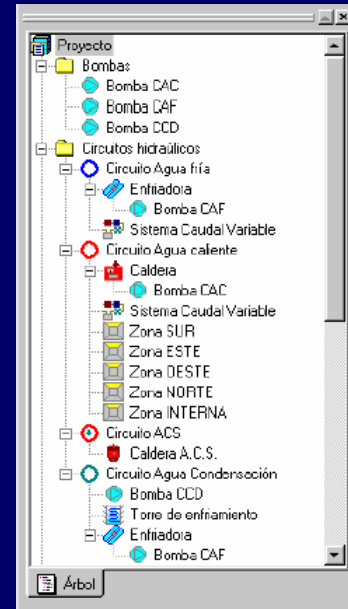 Proyecto
Bombas
Bomba CAC
Bomba CAF
Bomba CCD
Circuitos hidraúlicos
Circuito Agua fría
Enfriadora
Bomba CAF
Sistema Caudal Variable
Circuito Agua caliente
Caldera
Bomba CAC
Sistema Caudal Variable
Zona SUR
Zona ESTE
Zona OESTE
Zona NORTE
Zona INTERNA
Circuito ACS
Caldera A.C.S.
Circuito Agua Condensación
Bomba CCD
Torre de enfriamiento
Enfriadora
Bomba CAF
Árbol